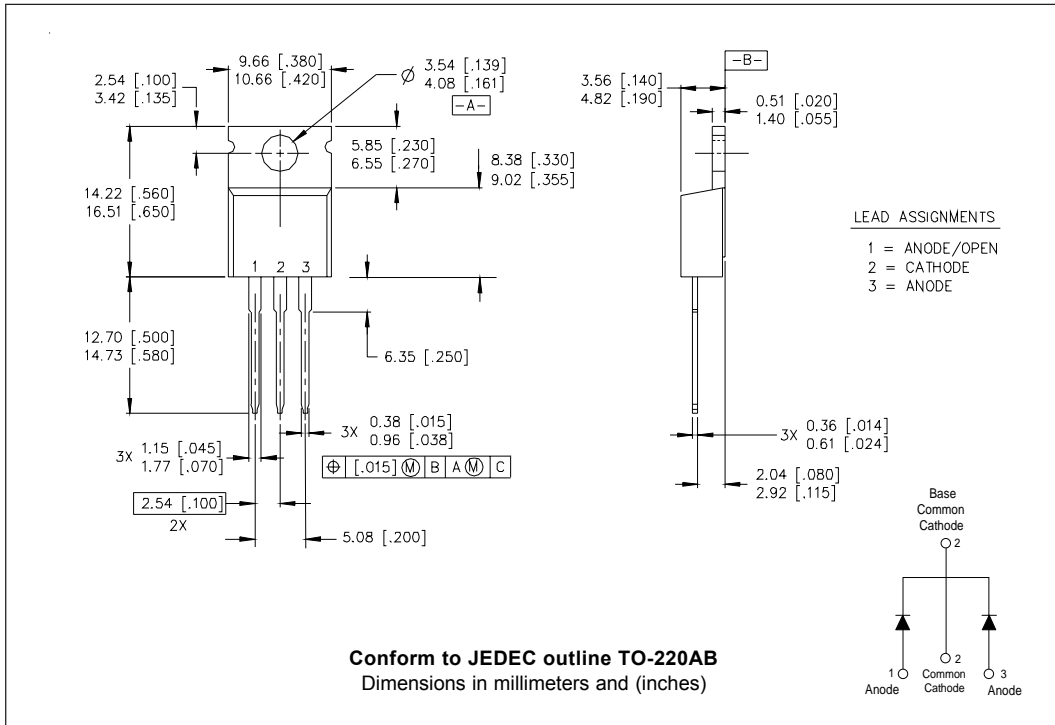 9.66 [.380]
10.66 [.420]
2.54 [.100]
3.42 [.135]
Ø 3.54 [.139]
4.08 [.161]
-A-
5.85 [.230]
6.55 [.270]
8.38 [.330]
9.02 [.355]
14.22 [.560]
16.51 [.650]
1 2 3
12.70 [.500]
14.73 [.580]
6.35 [.250]
3X 0.38 [.015]
0.96 [.038]
3X 1.15 [.045]
1.77 [.070]
⌖ [.015] Ⓜ B A Ⓜ C
2.54 [.100]
2X
5.08 [.200]
-B-
3.56 [.140]
4.82 [.190]
0.51 [.020]
1.40 [.055]
LEAD ASSIGNMENTS
1 = ANODE/OPEN
2 = CATHODE
3 = ANODE
3X 0.36 [.014]
0.61 [.024]
2.04 [.080]
2.92 [.115]
Base
Common
Cathode
2
2
1 Common 3
Anode Cathode Anode
Conform to JEDEC outline TO-220AB
Dimensions in millimeters and (inches)